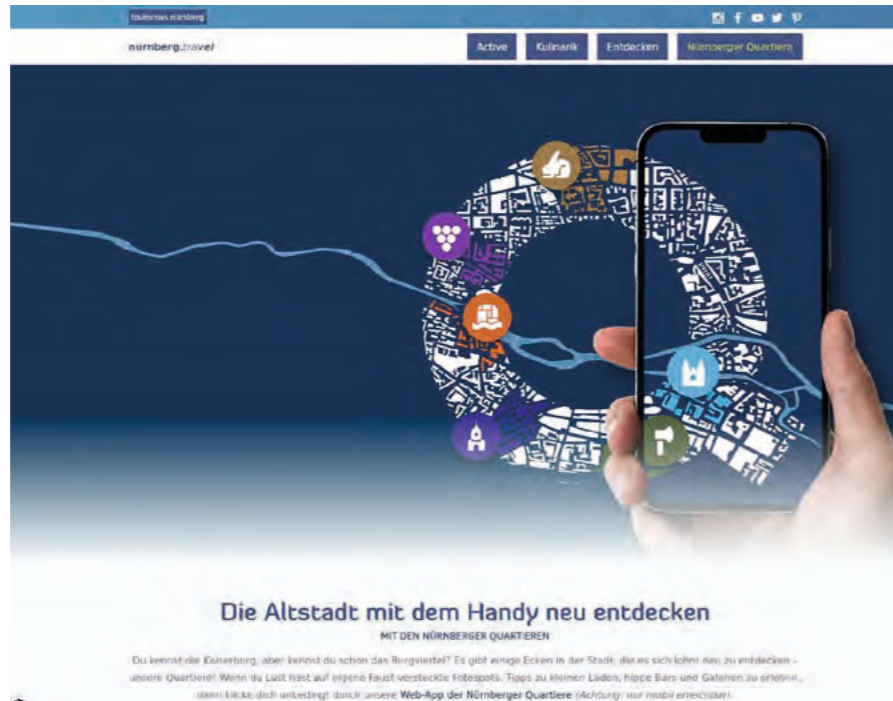 tourismus nürnberg
nürnberg.travel
Active Kulinarik Entdecken Nürnberger Quartiere
Die Altstadt mit dem Handy neu entdecken
MIT DEN NÜRNBERGER QUARTIEREN
Du kennst die Kaiserburg, aber kennst du schon das Burgviertel? Es gibt einige Ecken in der Stadt, die es sich lohnt neu zu entdecken –
unsere Quartiere! Wenn du Lust hast auf eigene Faust versteckte Fotospots, Tipps zu kleinen Läden, hippe Bars und Galerien zu erleben,
dann klicke dich unbedingt durch unsere Web-App der Nürnberger Quartiere (Achtung: nur mobil erreichbar).